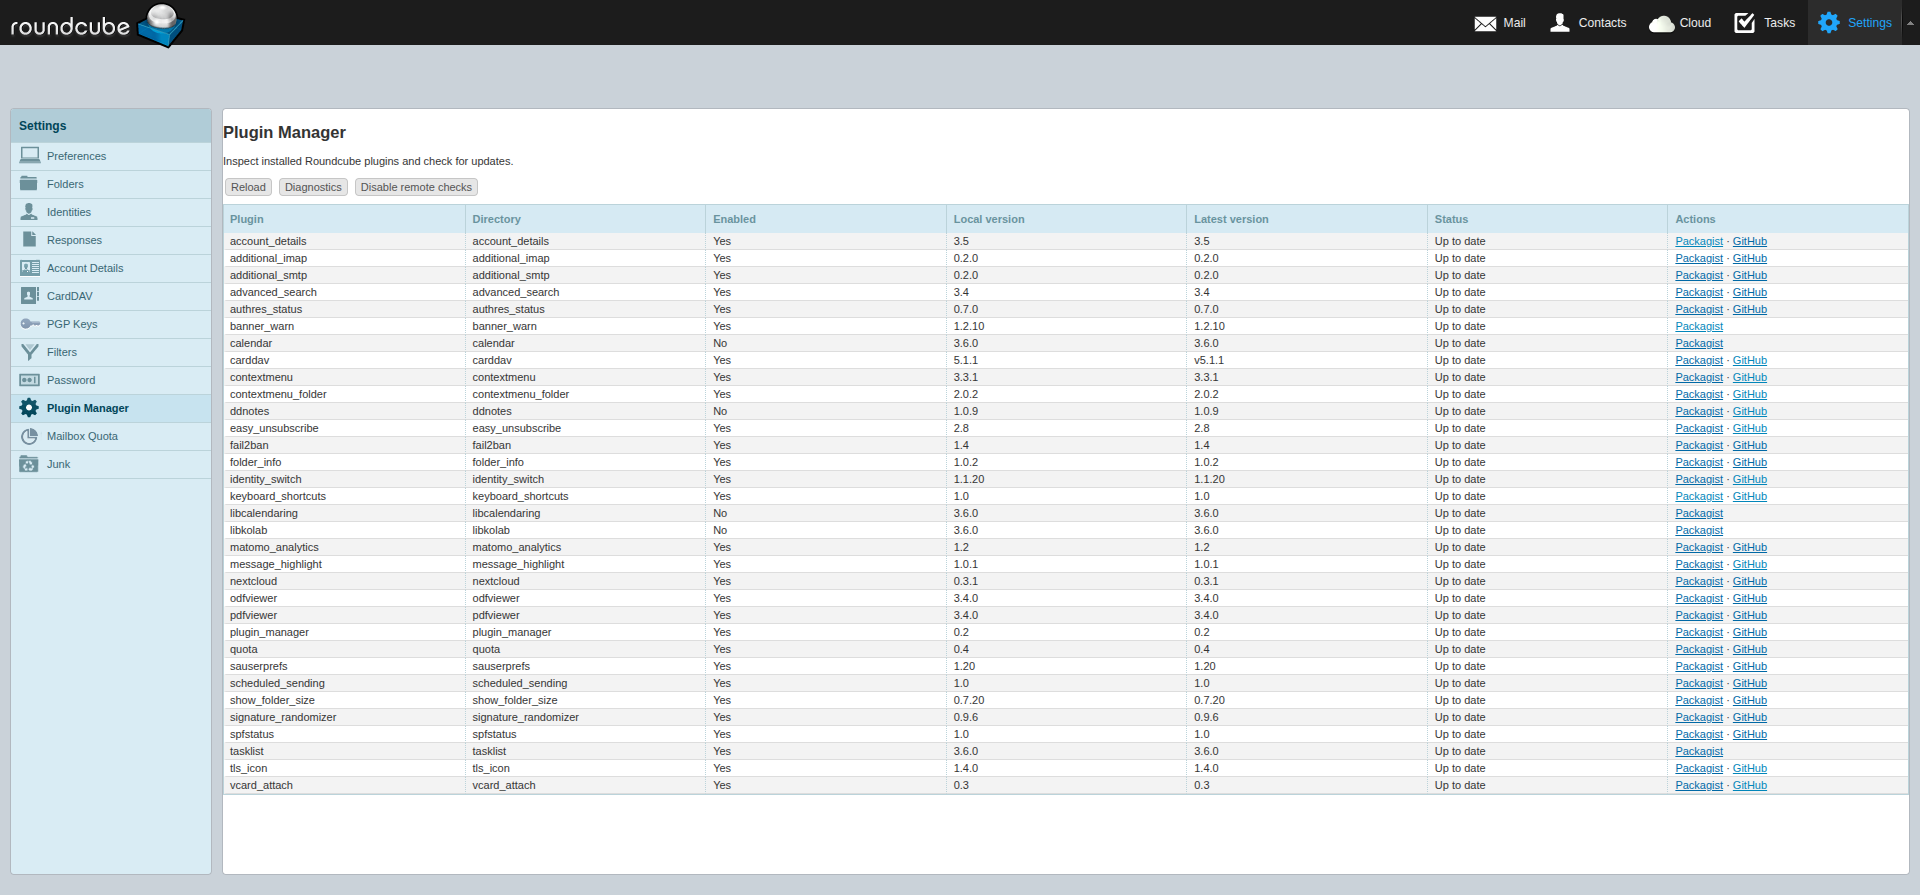 roundcube
Mail Contacts Cloud Tasks Settings
Settings
Preferences
Folders
Identities
Responses
Account Details
CardDAV
PGP Keys
Filters
Password
Plugin Manager
Mailbox Quota
Junk
Plugin Manager
Inspect installed Roundcube plugins and check for updates.
Reload Diagnostics Disable remote checks
Plugin Directory Enabled Local version Latest version Status Actions
account_details account_details Yes 3.5 3.5 Up to date Packagist · GitHub
additional_imap additional_imap Yes 0.2.0 0.2.0 Up to date Packagist · GitHub
additional_smtp additional_smtp Yes 0.2.0 0.2.0 Up to date Packagist · GitHub
advanced_search advanced_search Yes 3.4 3.4 Up to date Packagist · GitHub
authres_status authres_status Yes 0.7.0 0.7.0 Up to date Packagist · GitHub
banner_warn banner_warn Yes 1.2.10 1.2.10 Up to date Packagist
calendar calendar No 3.6.0 3.6.0 Up to date Packagist
carddav carddav Yes 5.1.1 v5.1.1 Up to date Packagist · GitHub
contextmenu contextmenu Yes 3.3.1 3.3.1 Up to date Packagist · GitHub
contextmenu_folder contextmenu_folder Yes 2.0.2 2.0.2 Up to date Packagist · GitHub
ddnotes ddnotes No 1.0.9 1.0.9 Up to date Packagist · GitHub
easy_unsubscribe easy_unsubscribe Yes 2.8 2.8 Up to date Packagist · GitHub
fail2ban fail2ban Yes 1.4 1.4 Up to date Packagist · GitHub
folder_info folder_info Yes 1.0.2 1.0.2 Up to date Packagist · GitHub
identity_switch identity_switch Yes 1.1.20 1.1.20 Up to date Packagist · GitHub
keyboard_shortcuts keyboard_shortcuts Yes 1.0 1.0 Up to date Packagist · GitHub
libcalendaring libcalendaring No 3.6.0 3.6.0 Up to date Packagist
libkolab libkolab No 3.6.0 3.6.0 Up to date Packagist
matomo_analytics matomo_analytics Yes 1.2 1.2 Up to date Packagist · GitHub
message_highlight message_highlight Yes 1.0.1 1.0.1 Up to date Packagist · GitHub
nextcloud nextcloud Yes 0.3.1 0.3.1 Up to date Packagist · GitHub
odfviewer odfviewer Yes 3.4.0 3.4.0 Up to date Packagist · GitHub
pdfviewer pdfviewer Yes 3.4.0 3.4.0 Up to date Packagist · GitHub
plugin_manager plugin_manager Yes 0.2 0.2 Up to date Packagist · GitHub
quota quota Yes 0.4 0.4 Up to date Packagist · GitHub
sauserprefs sauserprefs Yes 1.20 1.20 Up to date Packagist · GitHub
scheduled_sending scheduled_sending Yes 1.0 1.0 Up to date Packagist · GitHub
show_folder_size show_folder_size Yes 0.7.20 0.7.20 Up to date Packagist · GitHub
signature_randomizer signature_randomizer Yes 0.9.6 0.9.6 Up to date Packagist · GitHub
spfstatus spfstatus Yes 1.0 1.0 Up to date Packagist · GitHub
tasklist tasklist Yes 3.6.0 3.6.0 Up to date Packagist
tls_icon tls_icon Yes 1.4.0 1.4.0 Up to date Packagist · GitHub
vcard_attach vcard_attach Yes 0.3 0.3 Up to date Packagist · GitHub